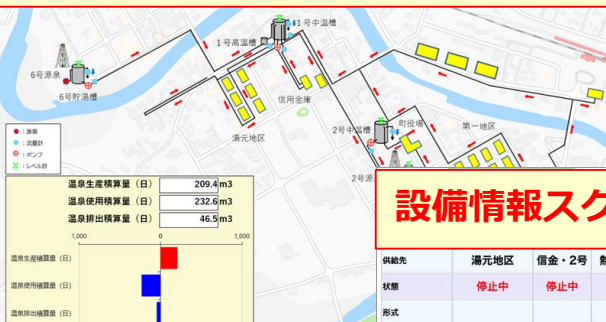 1号中温槽
1号高温槽
6号源泉
6号貯温槽
信用金庫
湯元地区
2号中温槽
町役場
第一地区
：温泉
：流量計
：ポンプ
：レベル計
2号源
温泉生産積算量（日） 209.4 m3
温泉使用積算量（日） 232.6 m3
温泉排出積算量（日） 46.5 m3
1,000 0 1,000
温泉生産積算量（日）
温泉使用積算量（日）
温泉排出積算量（日）
設備情報スク
供給先 湯元地区 信金・2号
状態 停止中 停止中
形式